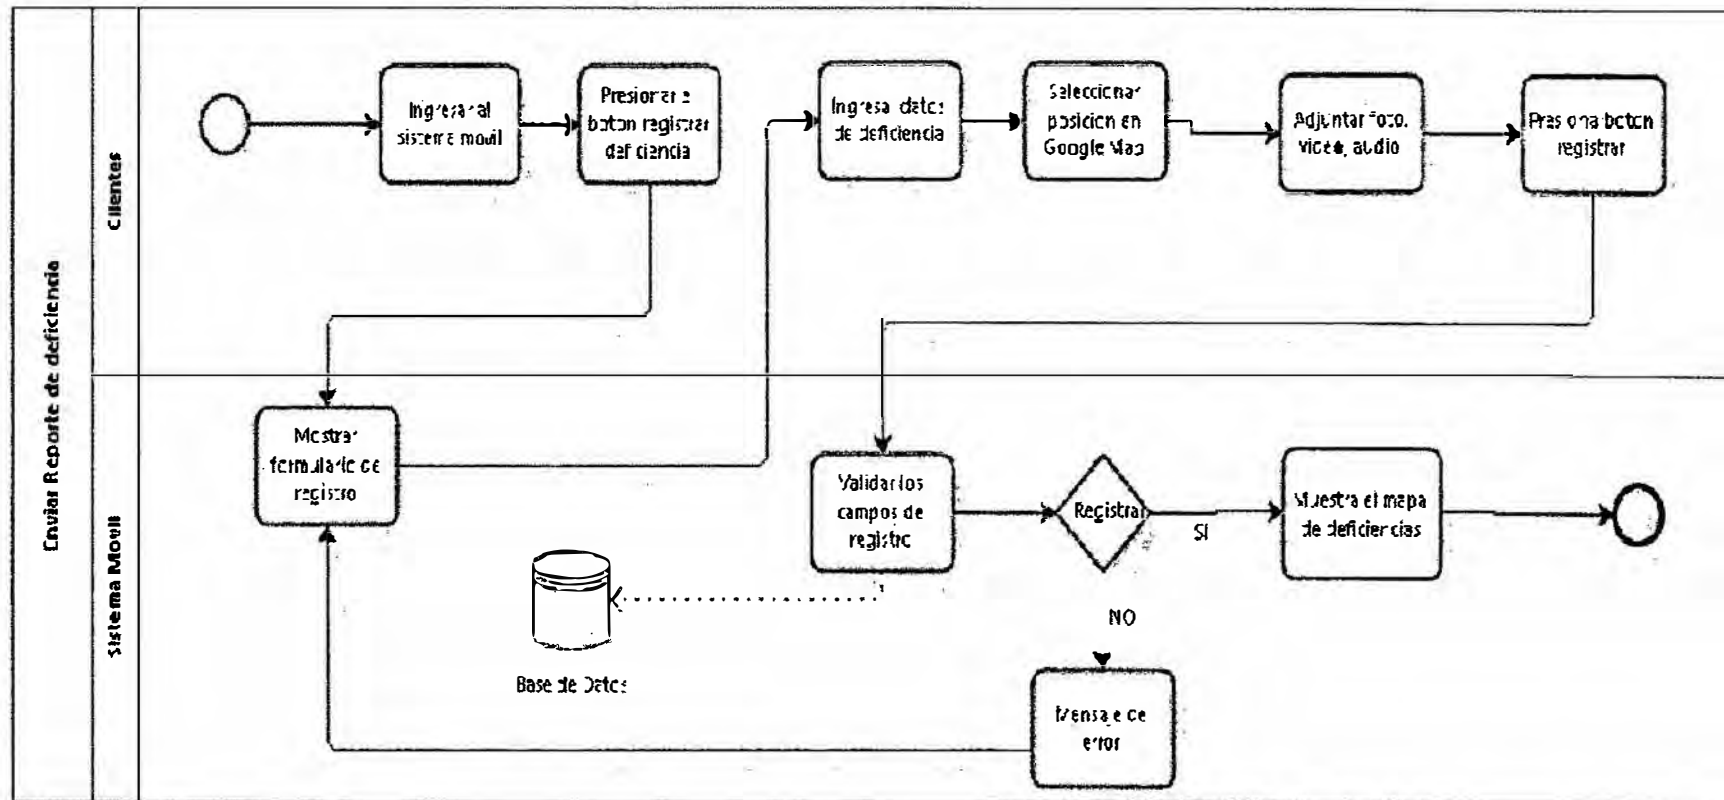 Enviar Reporte de deficiencia
Clientes
Ingresar al
sistema movil
Presionar e
boton registrar
deficiencia
Ingresa datos
de deficiencia
Seleccionar
posicion en
Google Map
Adjuntar foto,
video, audio
Presiona boton
registrar
Sistema Movil
Mostrar
formulario de
registro
Validar los
campos de
registro
Registrar
SI
Muestra el mapa
de deficiencias
NO
Base de Datos
Mensaje de
error